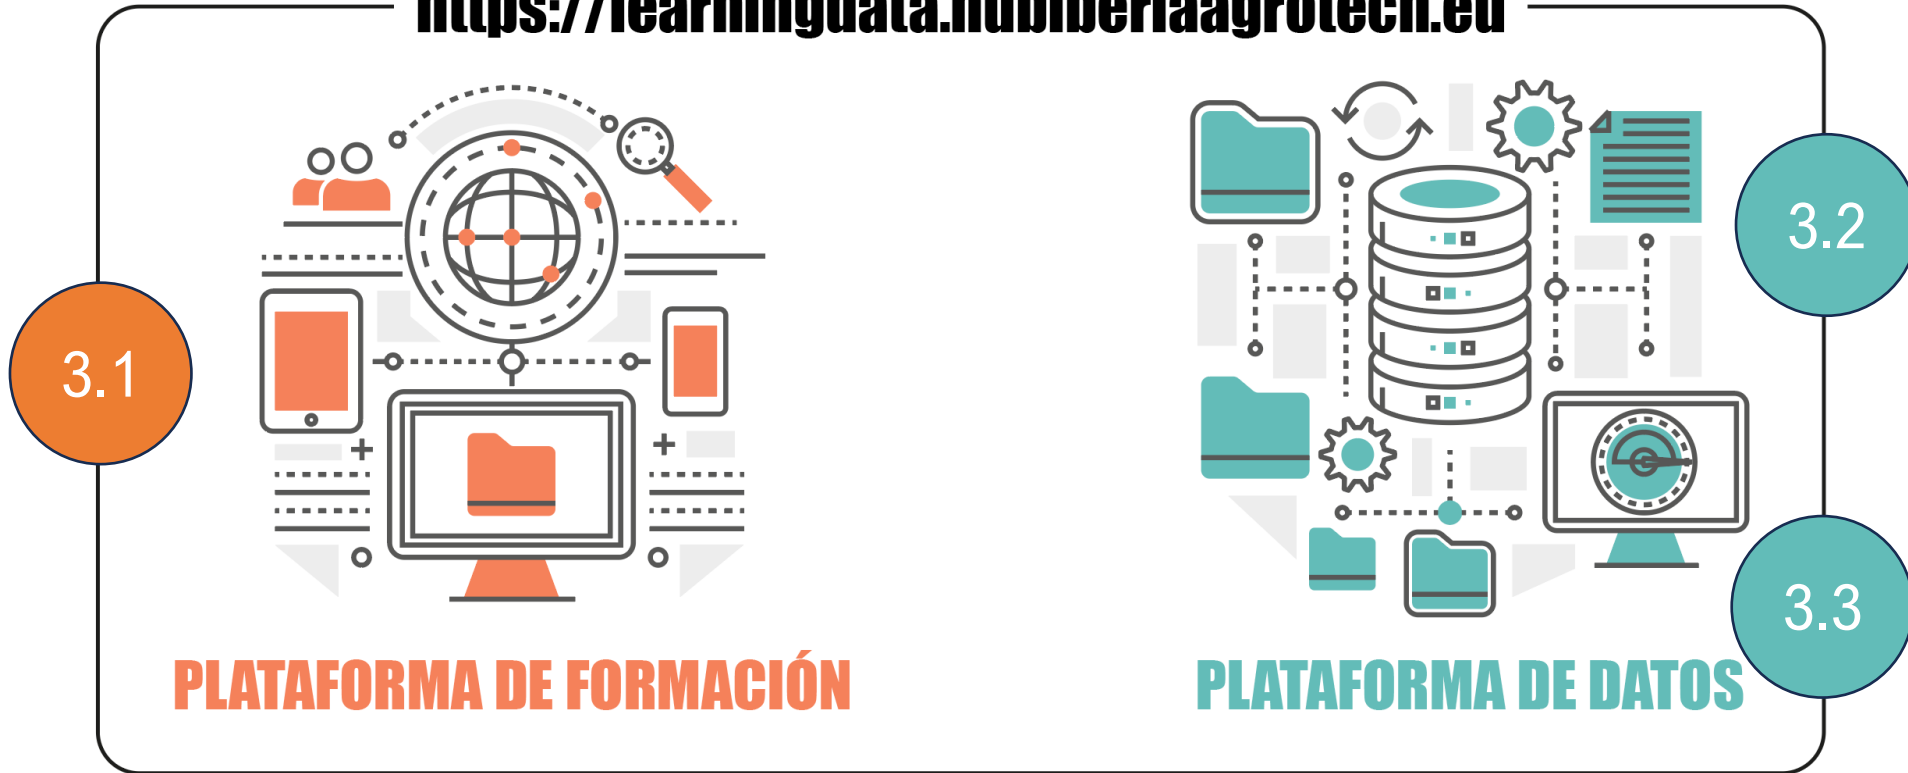 https://learningdata.hubiberiaagrotech.eu
3.1
3.2
3.3
PLATAFORMA DE FORMACIÓN
PLATAFORMA DE DATOS